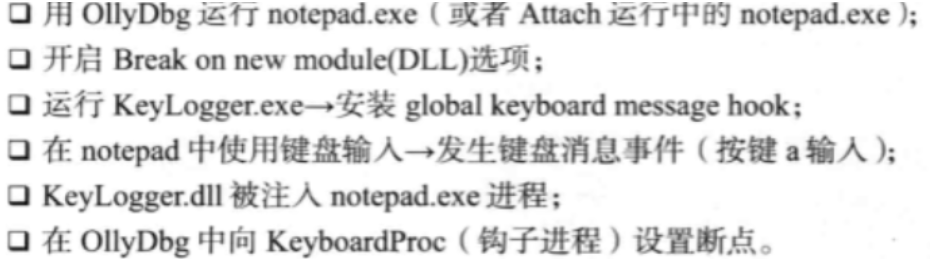 □ 用 OllyDbg 运行 notepad.exe（或者 Attach 运行中的 notepad.exe）;
□ 开启 Break on new module(DLL)选项;
□ 运行 KeyLogger.exe→安装 global keyboard message hook;
□ 在 notepad 中使用键盘输入→发生键盘消息事件（按键 a 输入）;
□ KeyLogger.dll 被注入 notepad.exe 进程;
□ 在 OllyDbg 中向 KeyboardProc（钩子进程）设置断点。